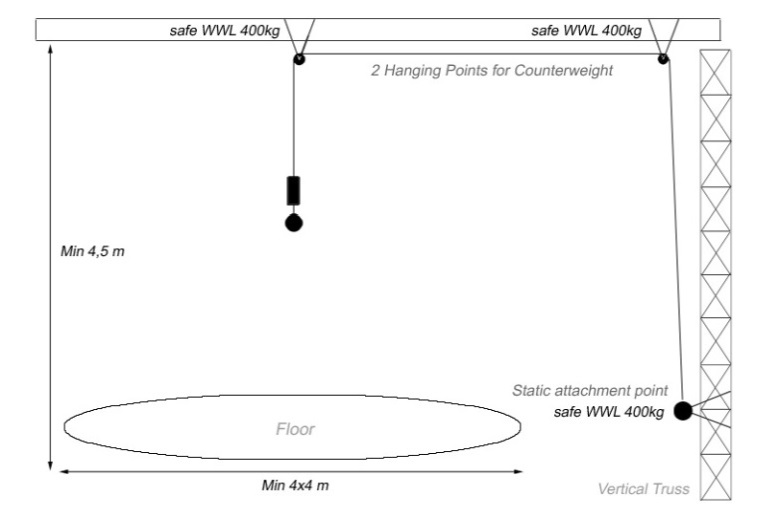 safe WWL 400kg
safe WWL 400kg
2 Hanging Points for Counterweight
Min 4,5 m
Static attachment point
safe WWL 400kg
Floor
Min 4x4 m
Vertical Truss